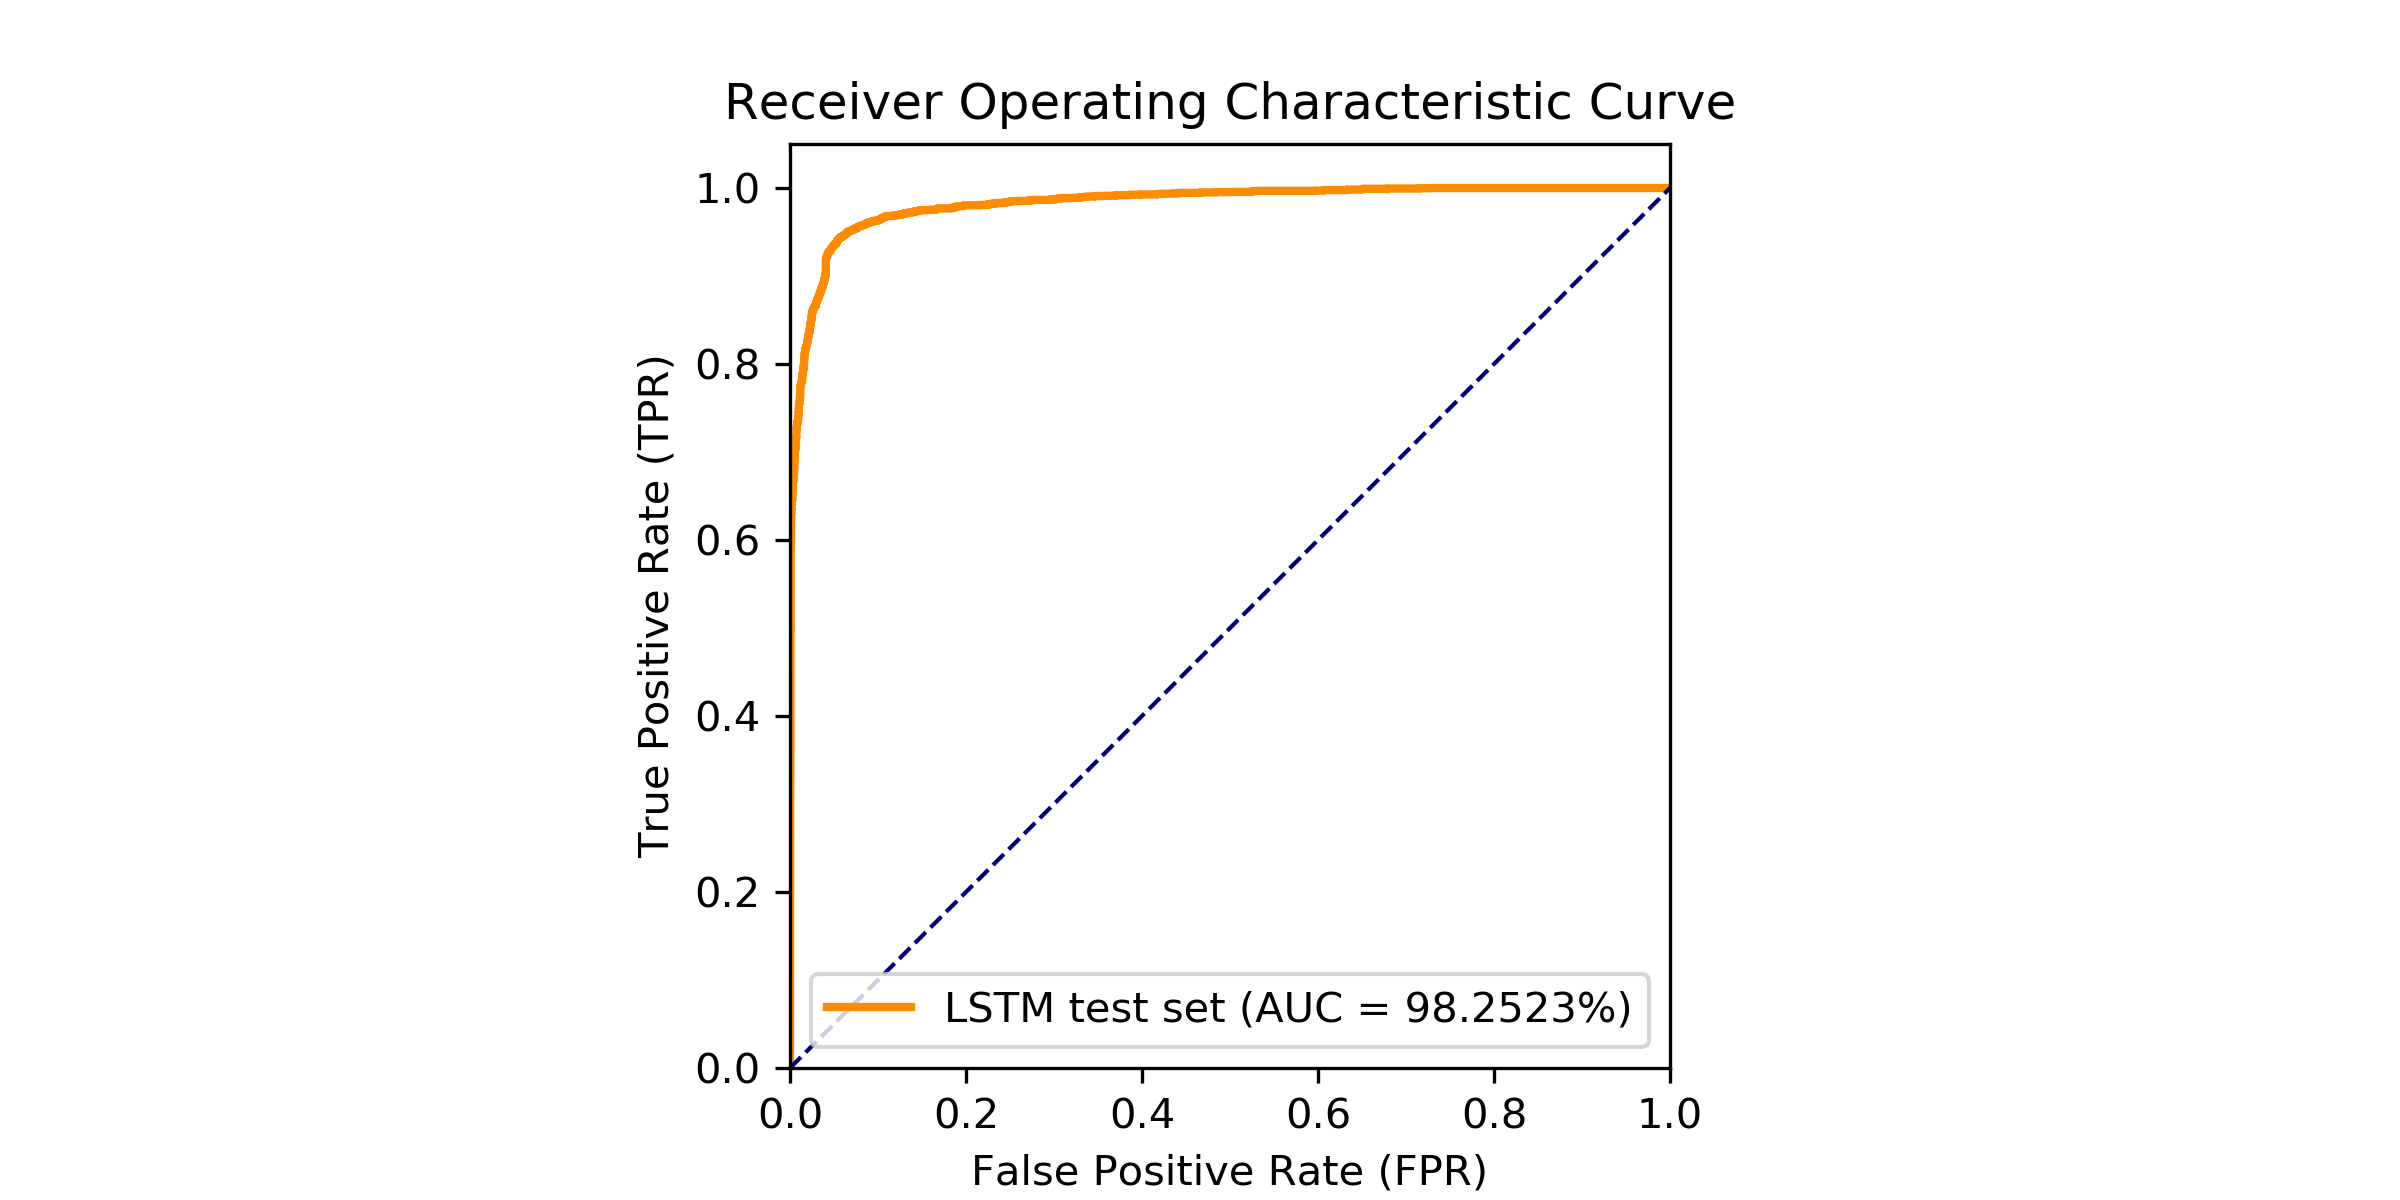 Receiver Operating Characteristic Curve
1.0
0.8
0.6
0.4
0.2
0.0
True Positive Rate (TPR)
LSTM test set (AUC = 98.2523%)
0.0 0.2 0.4 0.6 0.8 1.0
False Positive Rate (FPR)